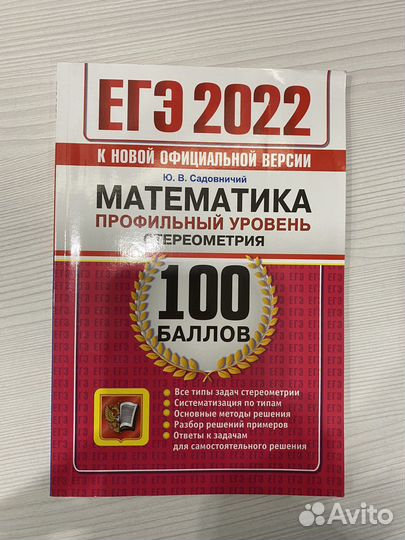 ЕГЭ 2022
К НОВОЙ ОФИЦИАЛЬНОЙ ВЕРСИИ
Ю. В. Садовничий
МАТЕМАТИКА
ПРОФИЛЬНЫЙ УРОВЕНЬ
СТЕРЕОМЕТРИЯ
100
БАЛЛОВ
Все типы задач стереометрии
Систематизация по типам
Основные методы решения
Разбор решений примеров
Ответы к задачам
для самостоятельного решения
Avito